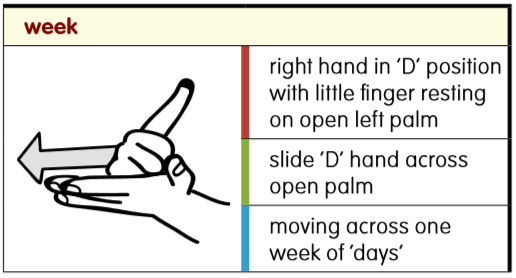 week
right hand in ‘D’ position
with little finger resting
on open left palm
slide ‘D’ hand across
open palm
moving across one
week of ‘days’